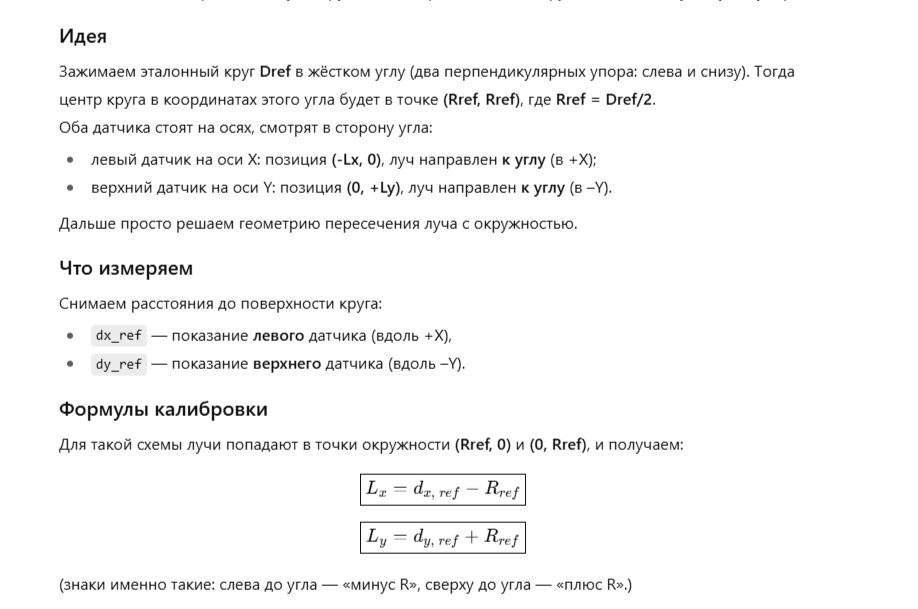 Идея
Зажимаем эталонный круг Dref в жёстком углу (два перпендикулярных упора: слева и снизу). Тогда
центр круга в координатах этого угла будет в точке (Rref, Rref), где Rref = Dref/2.
Оба датчика стоят на осях, смотрят в сторону угла:
• левый датчик на оси X: позиция (-Lx, 0), луч направлен к углу (в +X);
• верхний датчик на оси Y: позиция (0, +Ly), луч направлен к углу (в –Y).
Дальше просто решаем геометрию пересечения луча с окружностью.
Что измеряем
Снимаем расстояния до поверхности круга:
• dx_ref — показание левого датчика (вдоль +X),
• dy_ref — показание верхнего датчика (вдоль –Y).
Формулы калибровки
Для такой схемы лучи попадают в точки окружности (Rref, 0) и (0, Rref), и получаем:
L_x = d_{x, ref} − R_{ref}
L_y = d_{y, ref} + R_{ref}
(знаки именно такие: слева до угла — «минус R», сверху до угла — «плюс R».)